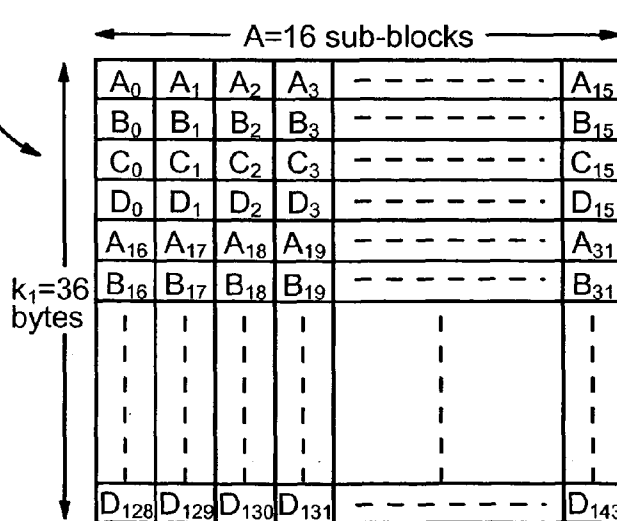 A=16 sub-blocks
A₀ A₁ A₂ A₃ A₁₅
B₀ B₁ B₂ B₃ B₁₅
C₀ C₁ C₂ C₃ C₁₅
D₀ D₁ D₂ D₃ D₁₅
A₁₆ A₁₇ A₁₈ A₁₉ A₃₁
k₁=36 B₁₆ B₁₇ B₁₈ B₁₉ B₃₁
bytes
D₁₂₈ D₁₂₉ D₁₃₀ D₁₃₁ D₁₄₃